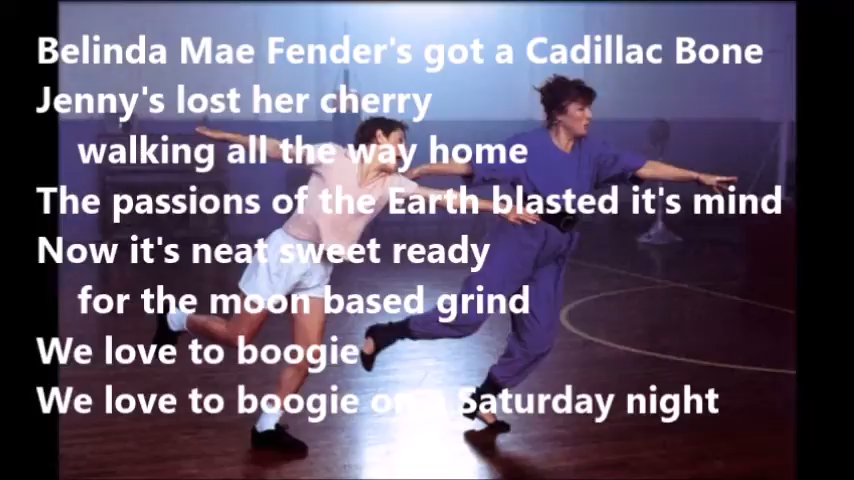 Belinda Mae Fender's got a Cadillac Bone
Jenny's lost her cherry
walking all the way home
The passions of the Earth blasted it's mind
Now it's neat sweet ready
for the moon based grind
We love to boogie
We love to boogie on a Saturday night